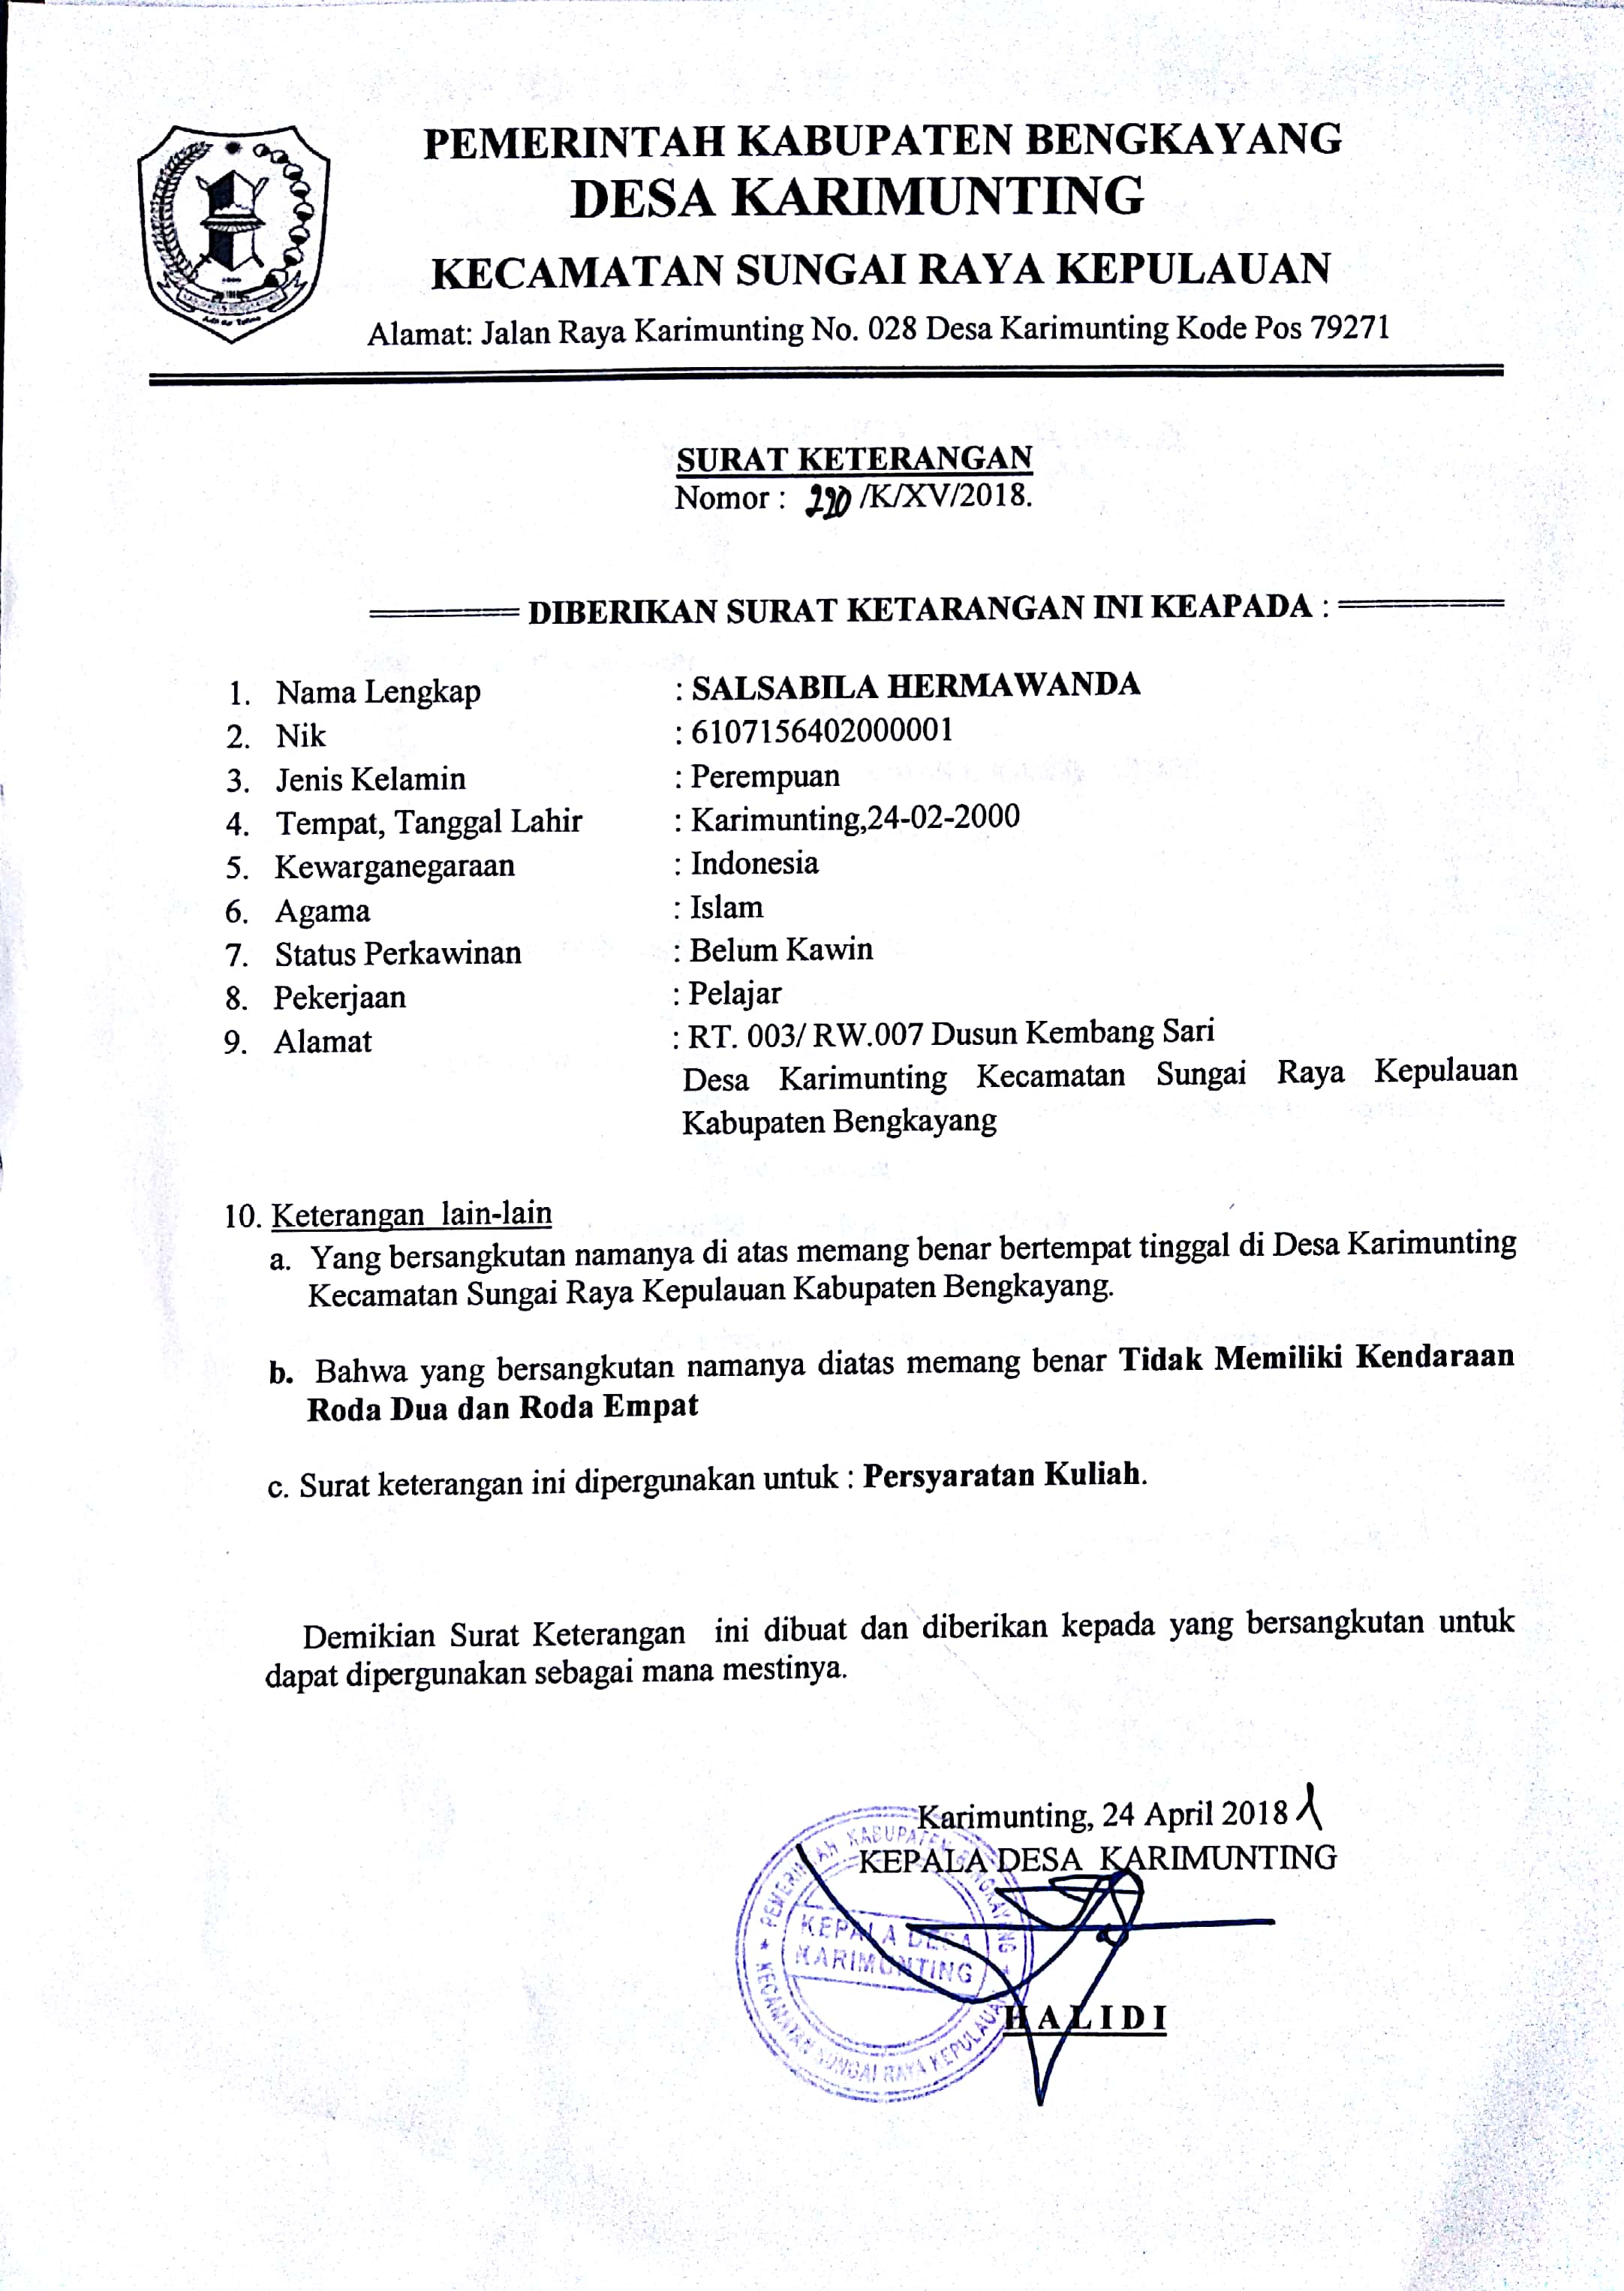 PEMERINTAH KABUPATEN BENGKAYANG
DESA KARIMUNTING
KECAMATAN SUNGAI RAYA KEPULAUAN
Alamat: Jalan Raya Karimunting No. 028 Desa Karimunting Kode Pos 79271
SURAT KETERANGAN
Nomor : /K/XV/2018.
DIBERIKAN SURAT KETARANGAN INI KEAPADA :
1. Nama Lengkap : SALSABILA HERMAWANDA
2. Nik : 6107156402000001
3. Jenis Kelamin : Perempuan
4. Tempat, Tanggal Lahir : Karimunting,24-02-2000
5. Kewarganegaraan : Indonesia
6. Agama : Islam
7. Status Perkawinan : Belum Kawin
8. Pekerjaan : Pelajar
9. Alamat : RT. 003/ RW.007 Dusun Kembang Sari
Desa Karimunting Kecamatan Sungai Raya Kepulauan
Kabupaten Bengkayang
10. Keterangan lain-lain
a. Yang bersangkutan namanya di atas memang benar bertempat tinggal di Desa Karimunting
Kecamatan Sungai Raya Kepulauan Kabupaten Bengkayang.
b. Bahwa yang bersangkutan namanya diatas memang benar Tidak Memiliki Kendaraan
Roda Dua dan Roda Empat
c. Surat keterangan ini dipergunakan untuk : Persyaratan Kuliah.
Demikian Surat Keterangan ini dibuat dan diberikan kepada yang bersangkutan untuk
dapat dipergunakan sebagai mana mestinya.
Karimunting, 24 April 2018
KEPALA DESA KARIMUNTING
PEMERINTAH KABUPATEN BENGKAYANG
KEPALA DESA
KARIMUNTING
KECAMATAN SUNGAI RAYA KEPULAUAN
HALIDI